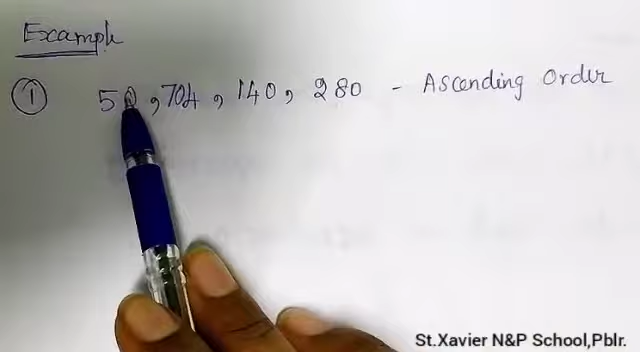 Example
① 50, 704, 140, 280 - Ascending Order
St.Xavier N&P School,Pblr.